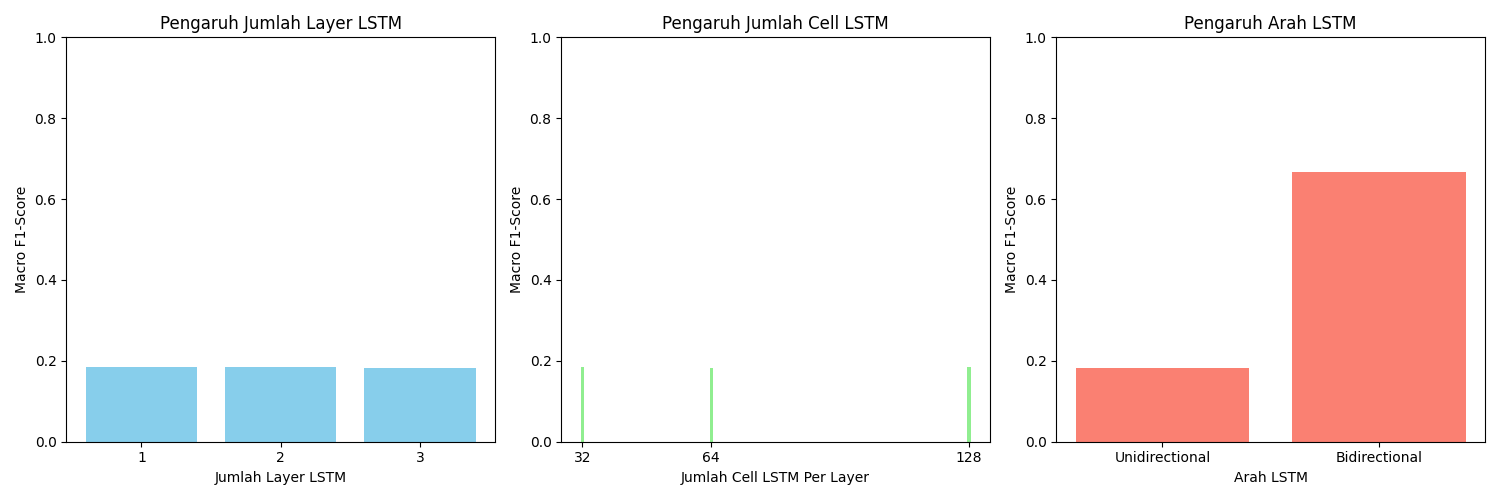 Pengaruh Jumlah Layer LSTM
1.0
0.8
0.6
0.4
0.2
0.0
Macro F1-Score
1 2 3
Jumlah Layer LSTM
Pengaruh Jumlah Cell LSTM
1.0
0.8
0.6
0.4
0.2
0.0
Macro F1-Score
32 64 128
Jumlah Cell LSTM Per Layer
Pengaruh Arah LSTM
1.0
0.8
0.6
0.4
0.2
0.0
Macro F1-Score
Unidirectional Bidirectional
Arah LSTM